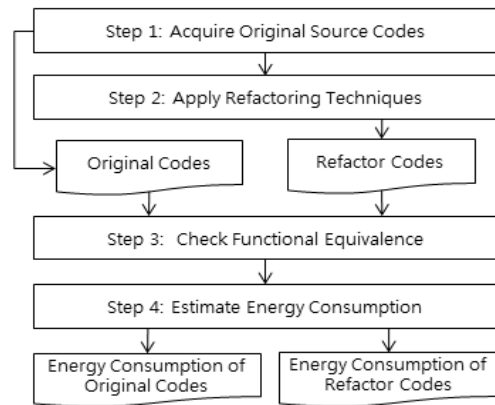 Step 1: Acquire Original Source Codes
Step 2: Apply Refactoring Techniques
Original Codes
Refactor Codes
Step 3: Check Functional Equivalence
Step 4: Estimate Energy Consumption
Energy Consumption of
Original Codes
Energy Consumption of
Refactor Codes